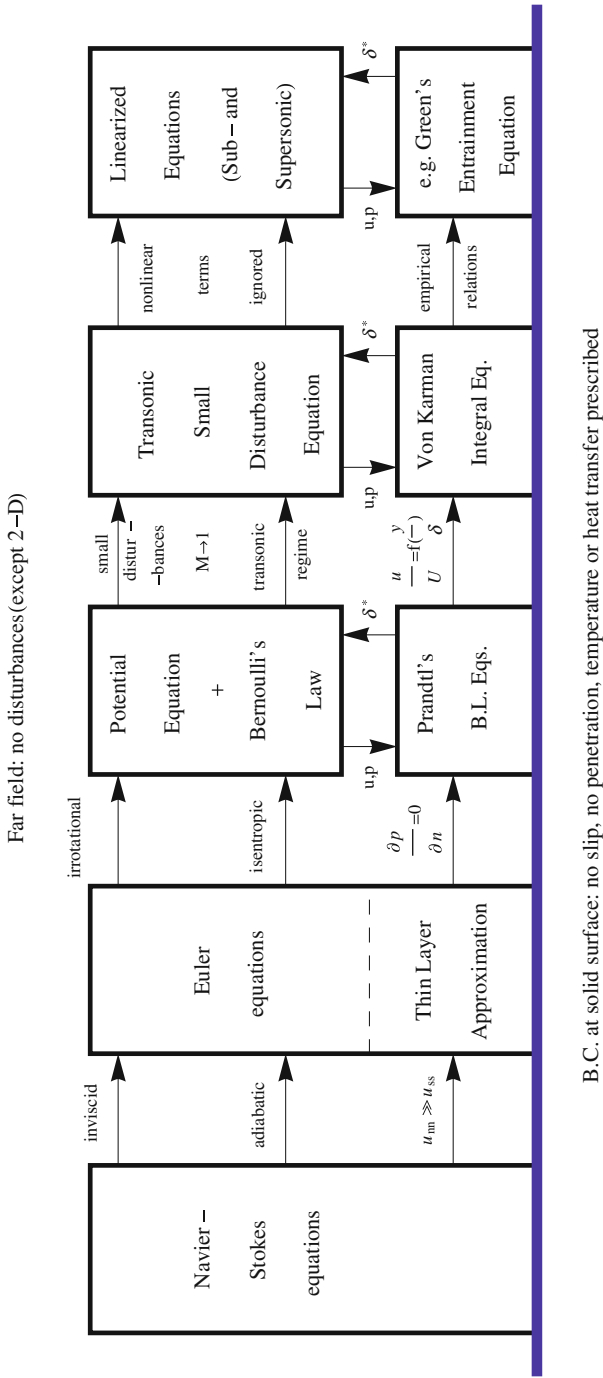 Far field: no disturbances(except 2−D)
Navier−
Stokes
equations
inviscid
adiabatic
u_nn ≫ u_ss
Euler
equations
Thin Layer
Approximation
irrotational
isentropic
∂p
— =0
∂n
Potential
Equation
+
Bernoulli's
Law
u,p
δ*
Prandtl's
B.L. Eqs.
small
distur −
−bances
M→1
transonic
regime
u y
— =f(—)
U δ
Transonic
Small
Disturbance
Equation
u,p
δ*
Von Karman
Integral Eq.
nonlinear
terms
ignored
empirical
relations
Linearized
Equations
(Sub− and
Supersonic)
u,p
δ*
e.g. Green's
Entrainment
Equation
B.C. at solid surface: no slip, no penetration, temperature or heat transfer prescribed